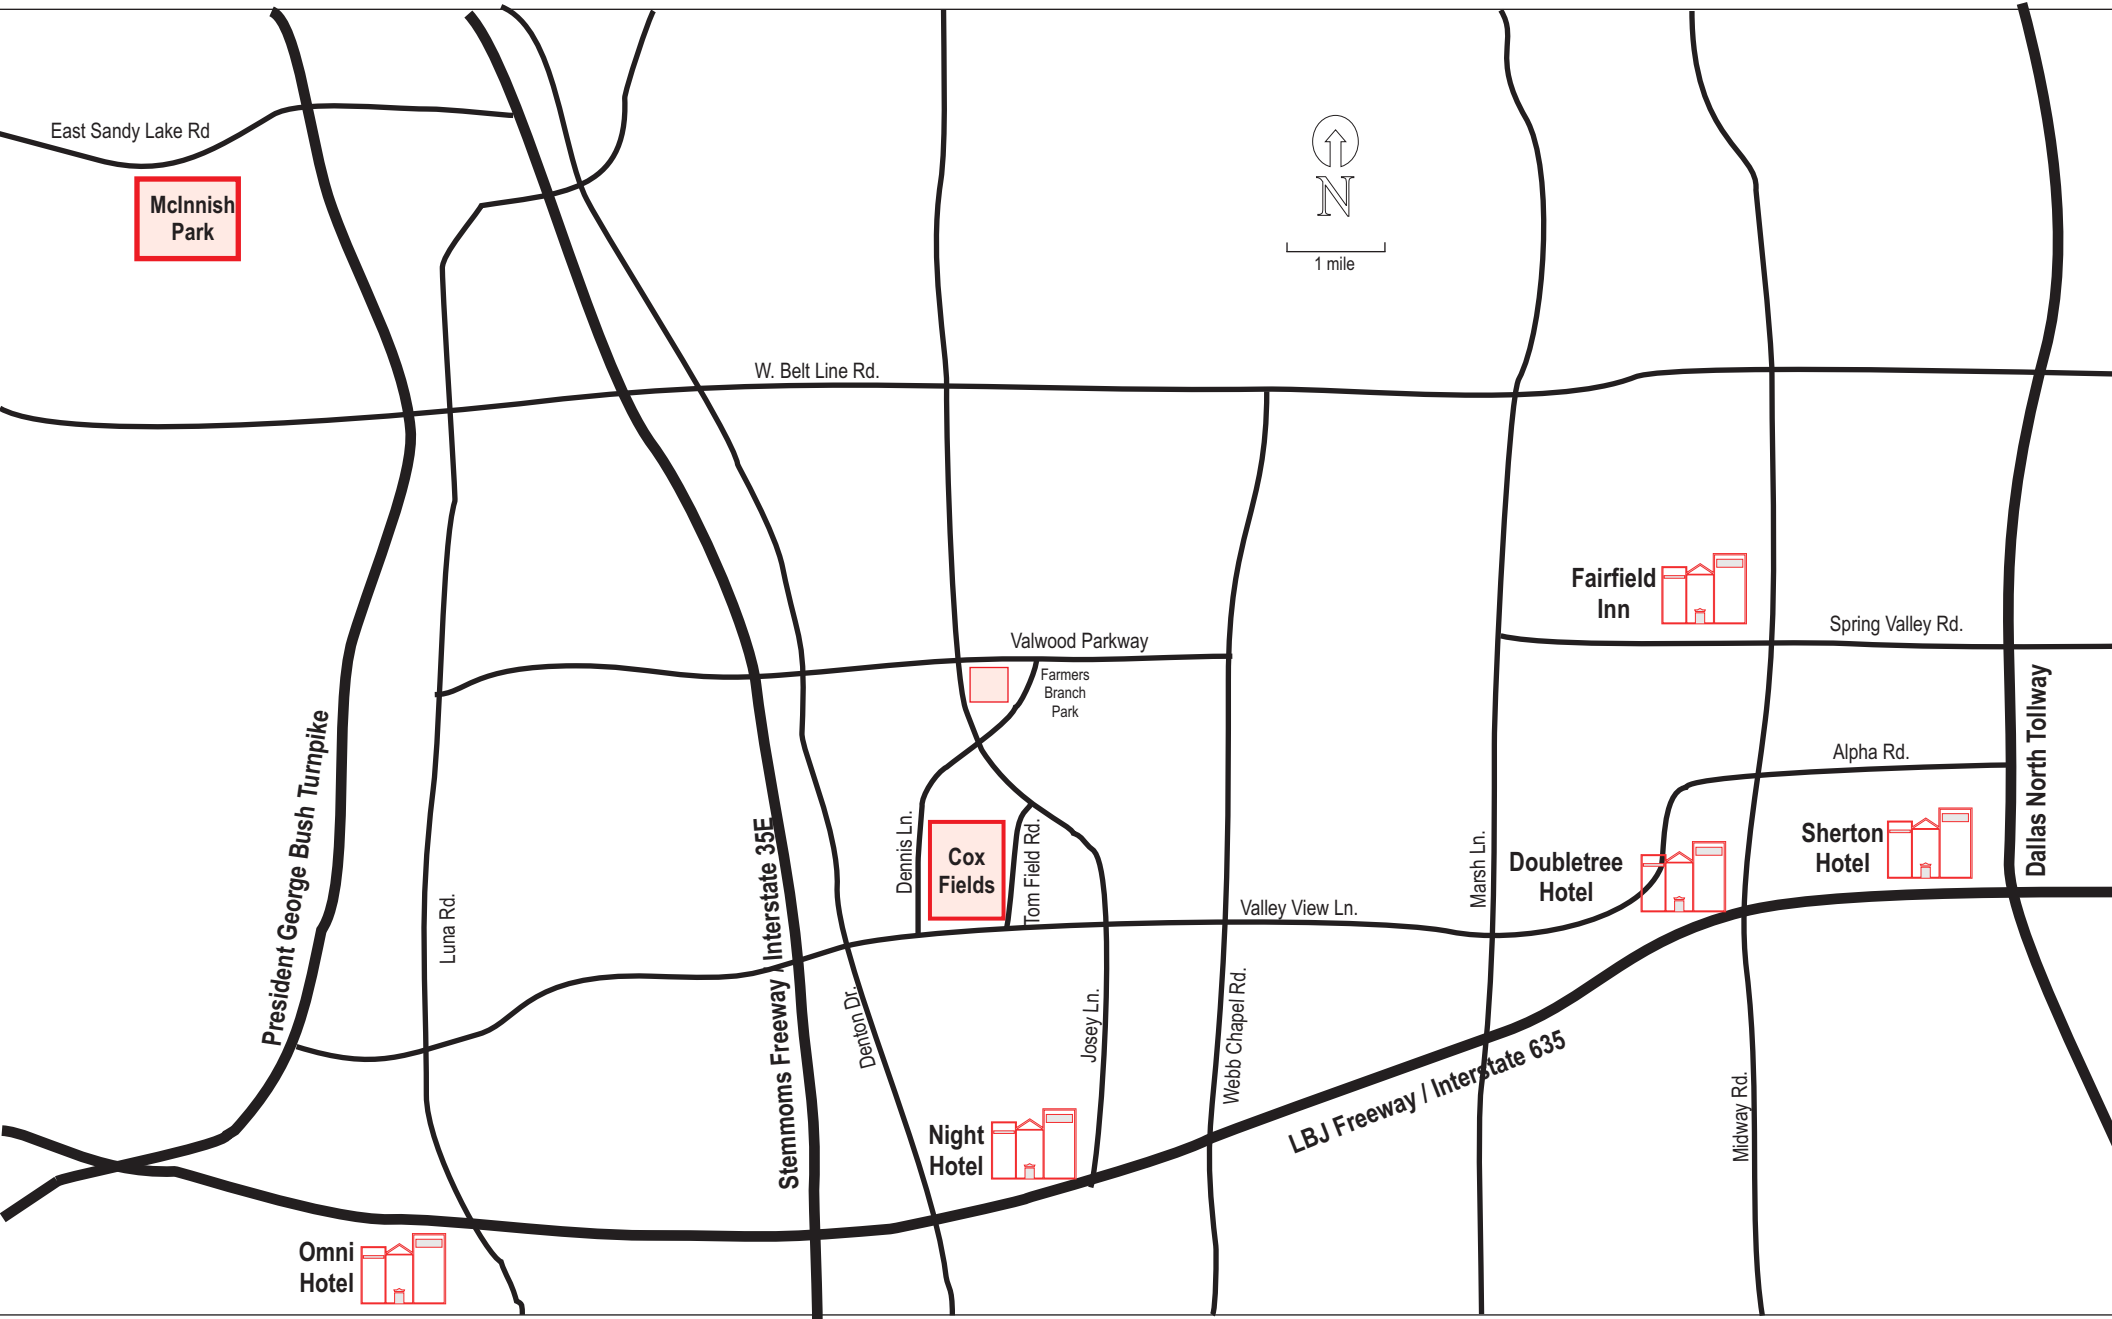 East Sandy Lake Rd
McInnish
Park
N
1 mile
W. Belt Line Rd.
Fairfield
Inn
Spring Valley Rd.
Valwood Parkway
Farmers
Branch
Park
President George Bush Turnpike
Luna Rd.
Stemmoms Freeway / Interstate 35E
Denton Dr.
Dennis Ln.
Cox
Fields
Tom Field Rd.
Josey Ln.
Webb Chapel Rd.
Valley View Ln.
Marsh Ln.
Doubletree
Hotel
Alpha Rd.
Sherton
Hotel
Dallas North Tollway
Midway Rd.
LBJ Freeway / Interstate 635
Night
Hotel
Omni
Hotel